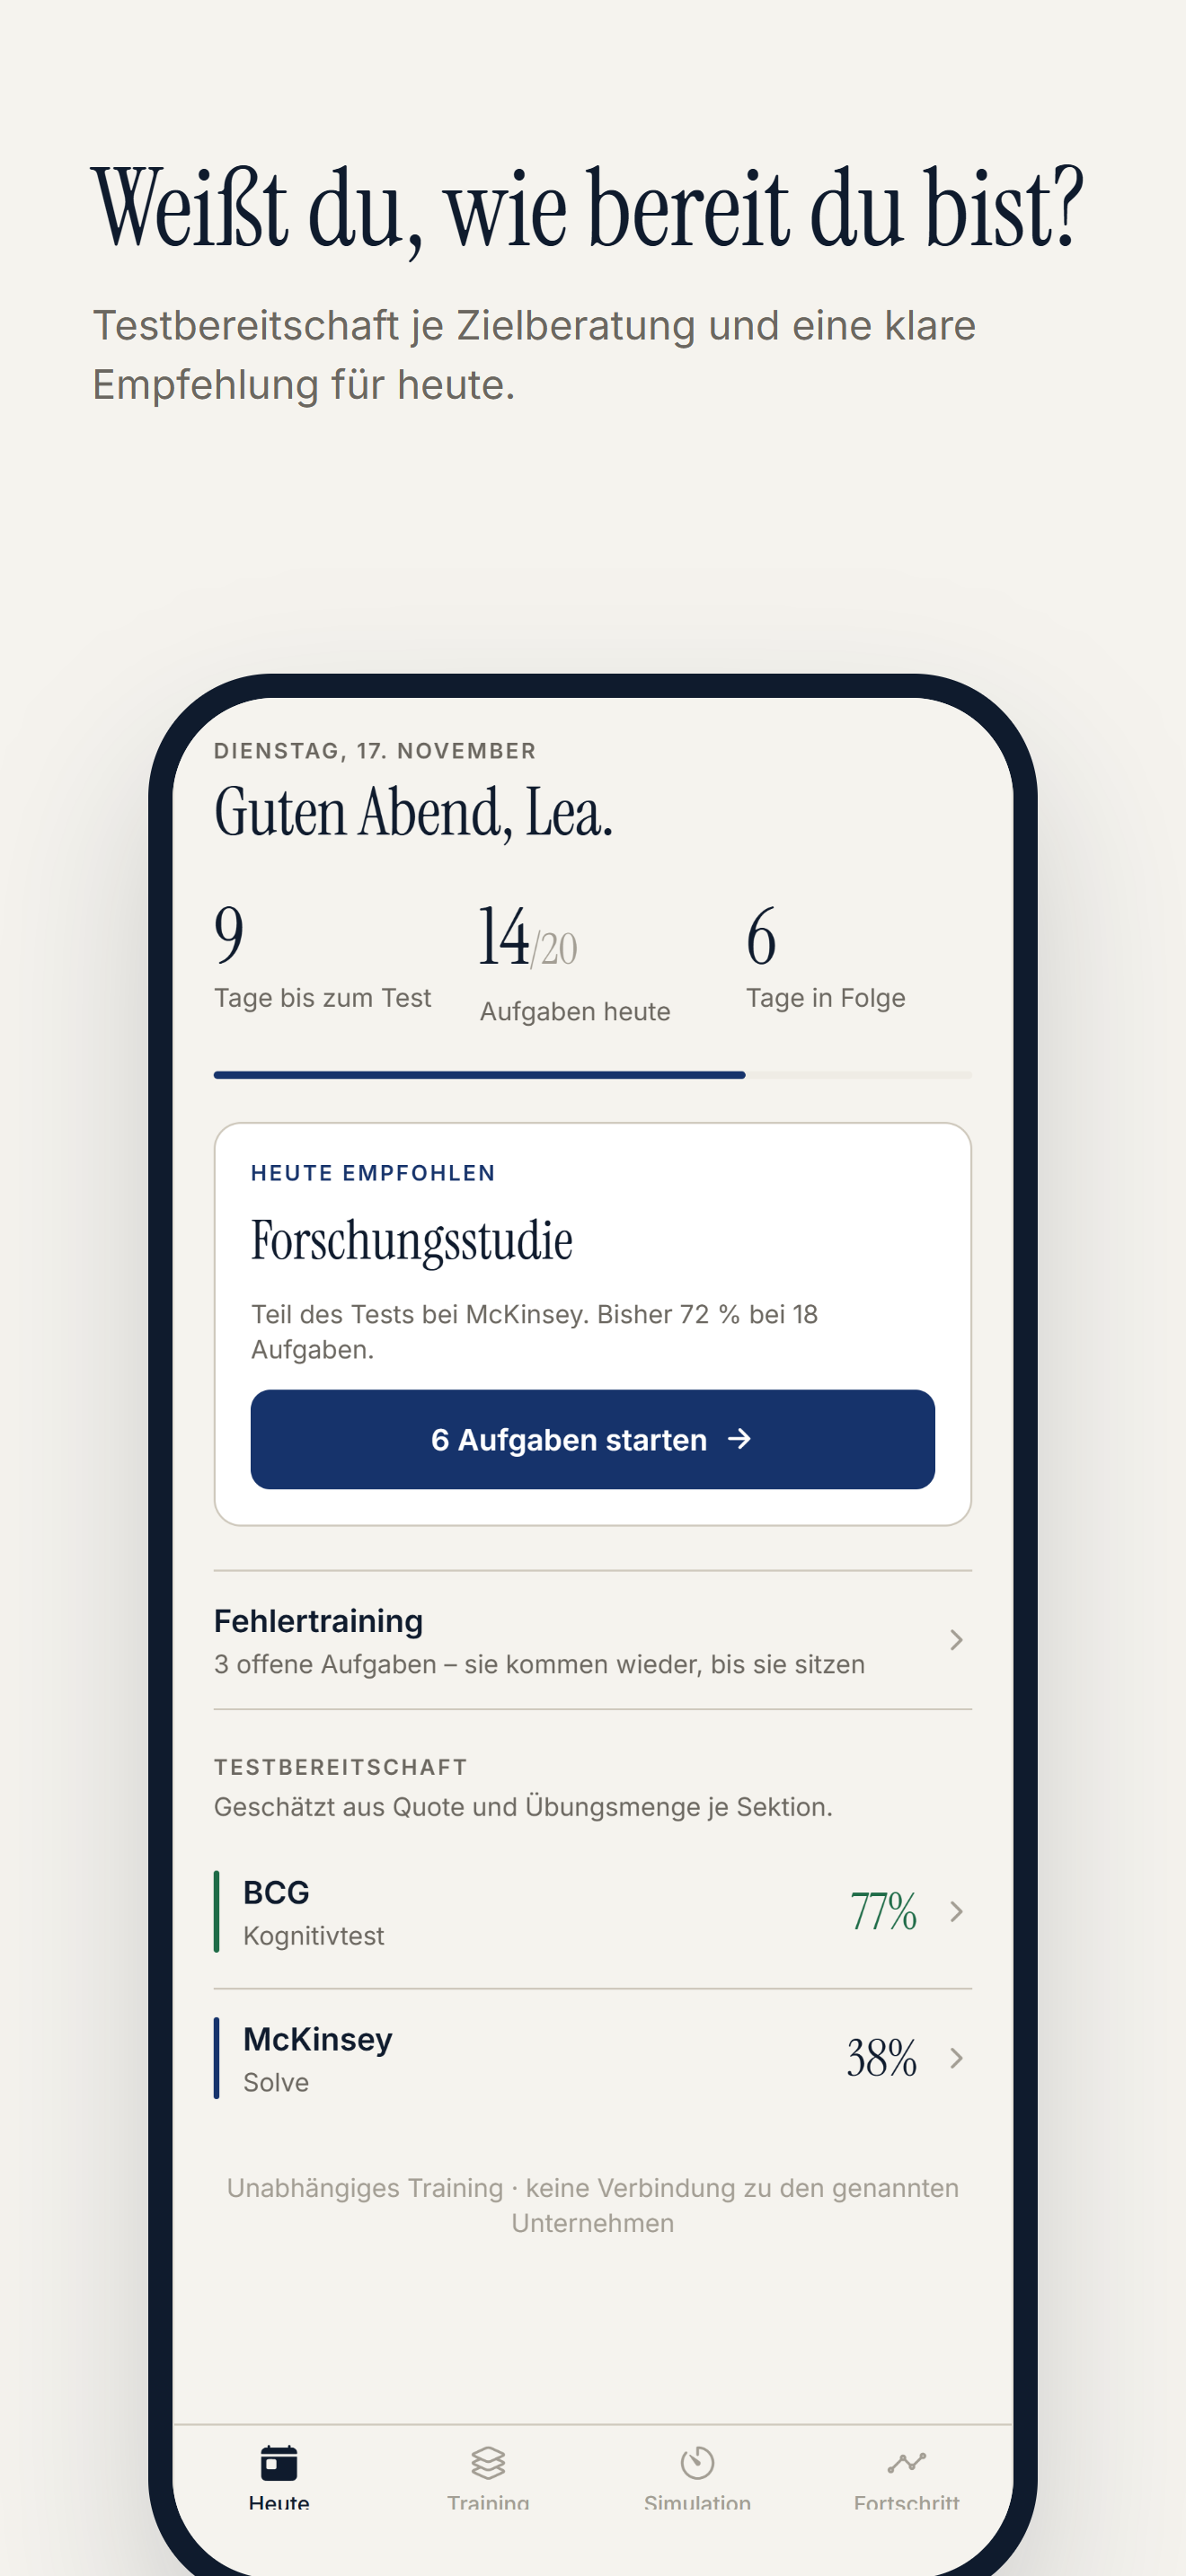 Weißt du, wie bereit du bist?
Testbereitschaft je Zielberatung und eine klare
Empfehlung für heute.
DIENSTAG, 17. NOVEMBER
Guten Abend, Lea.
9
Tage bis zum Test
14/20
Aufgaben heute
6
Tage in Folge
HEUTE EMPFOHLEN
Forschungsstudie
Teil des Tests bei McKinsey. Bisher 72 % bei 18
Aufgaben.
6 Aufgaben starten →
Fehlertraining
3 offene Aufgaben – sie kommen wieder, bis sie sitzen
TESTBEREITSCHAFT
Geschätzt aus Quote und Übungsmenge je Sektion.
BCG
Kognitivtest
77%
McKinsey
Solve
38%
Unabhängiges Training · keine Verbindung zu den genannten
Unternehmen
Heute
Training
Simulation
Fortschritt